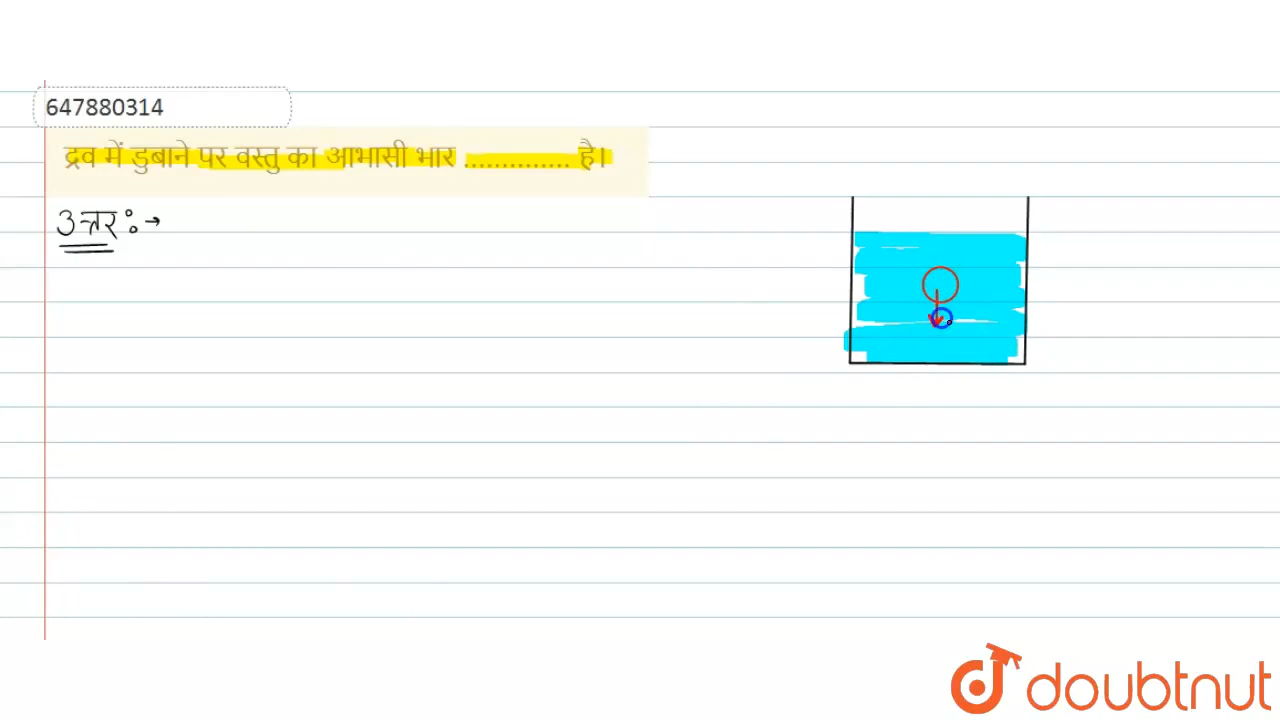 647880314
द्रव में डुबाने पर वस्तु का आभासी भार ............... है।
उत्तर:→
doubtnut